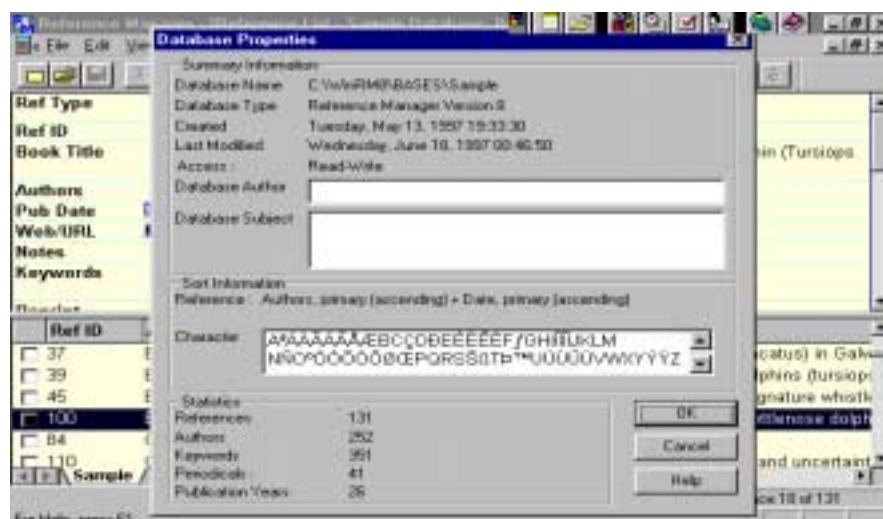 Database Properties
File Edit
Summary Information
Database Name C:\WinRM8\BASES\Sample
Database Type Reference Manager Version 8
Created Tuesday, May 13, 1997 19:33:30
Last Modified Wednesday, June 18, 1997 00:46:50
Access: Read-Write
Database Author
Database Subject
Ref Type
Ref ID
Book Title
in (Tursiops
Authors
Pub Date
Web/URL
Notes
Keywords
Sort Information
Reference: Authors, primary (ascending) + Date, primary (ascending)
Character
Ref ID
37
39
45
100
84
110
catus) in Galv
lphins (tursiops
gnature whistl
ttlenose dolph
and uncertaint
Statistics
References 131
Authors 252
Keywords 391
Periodicals 41
Publication Years 26
OK
Cancel
Help
Sample
18 of 131